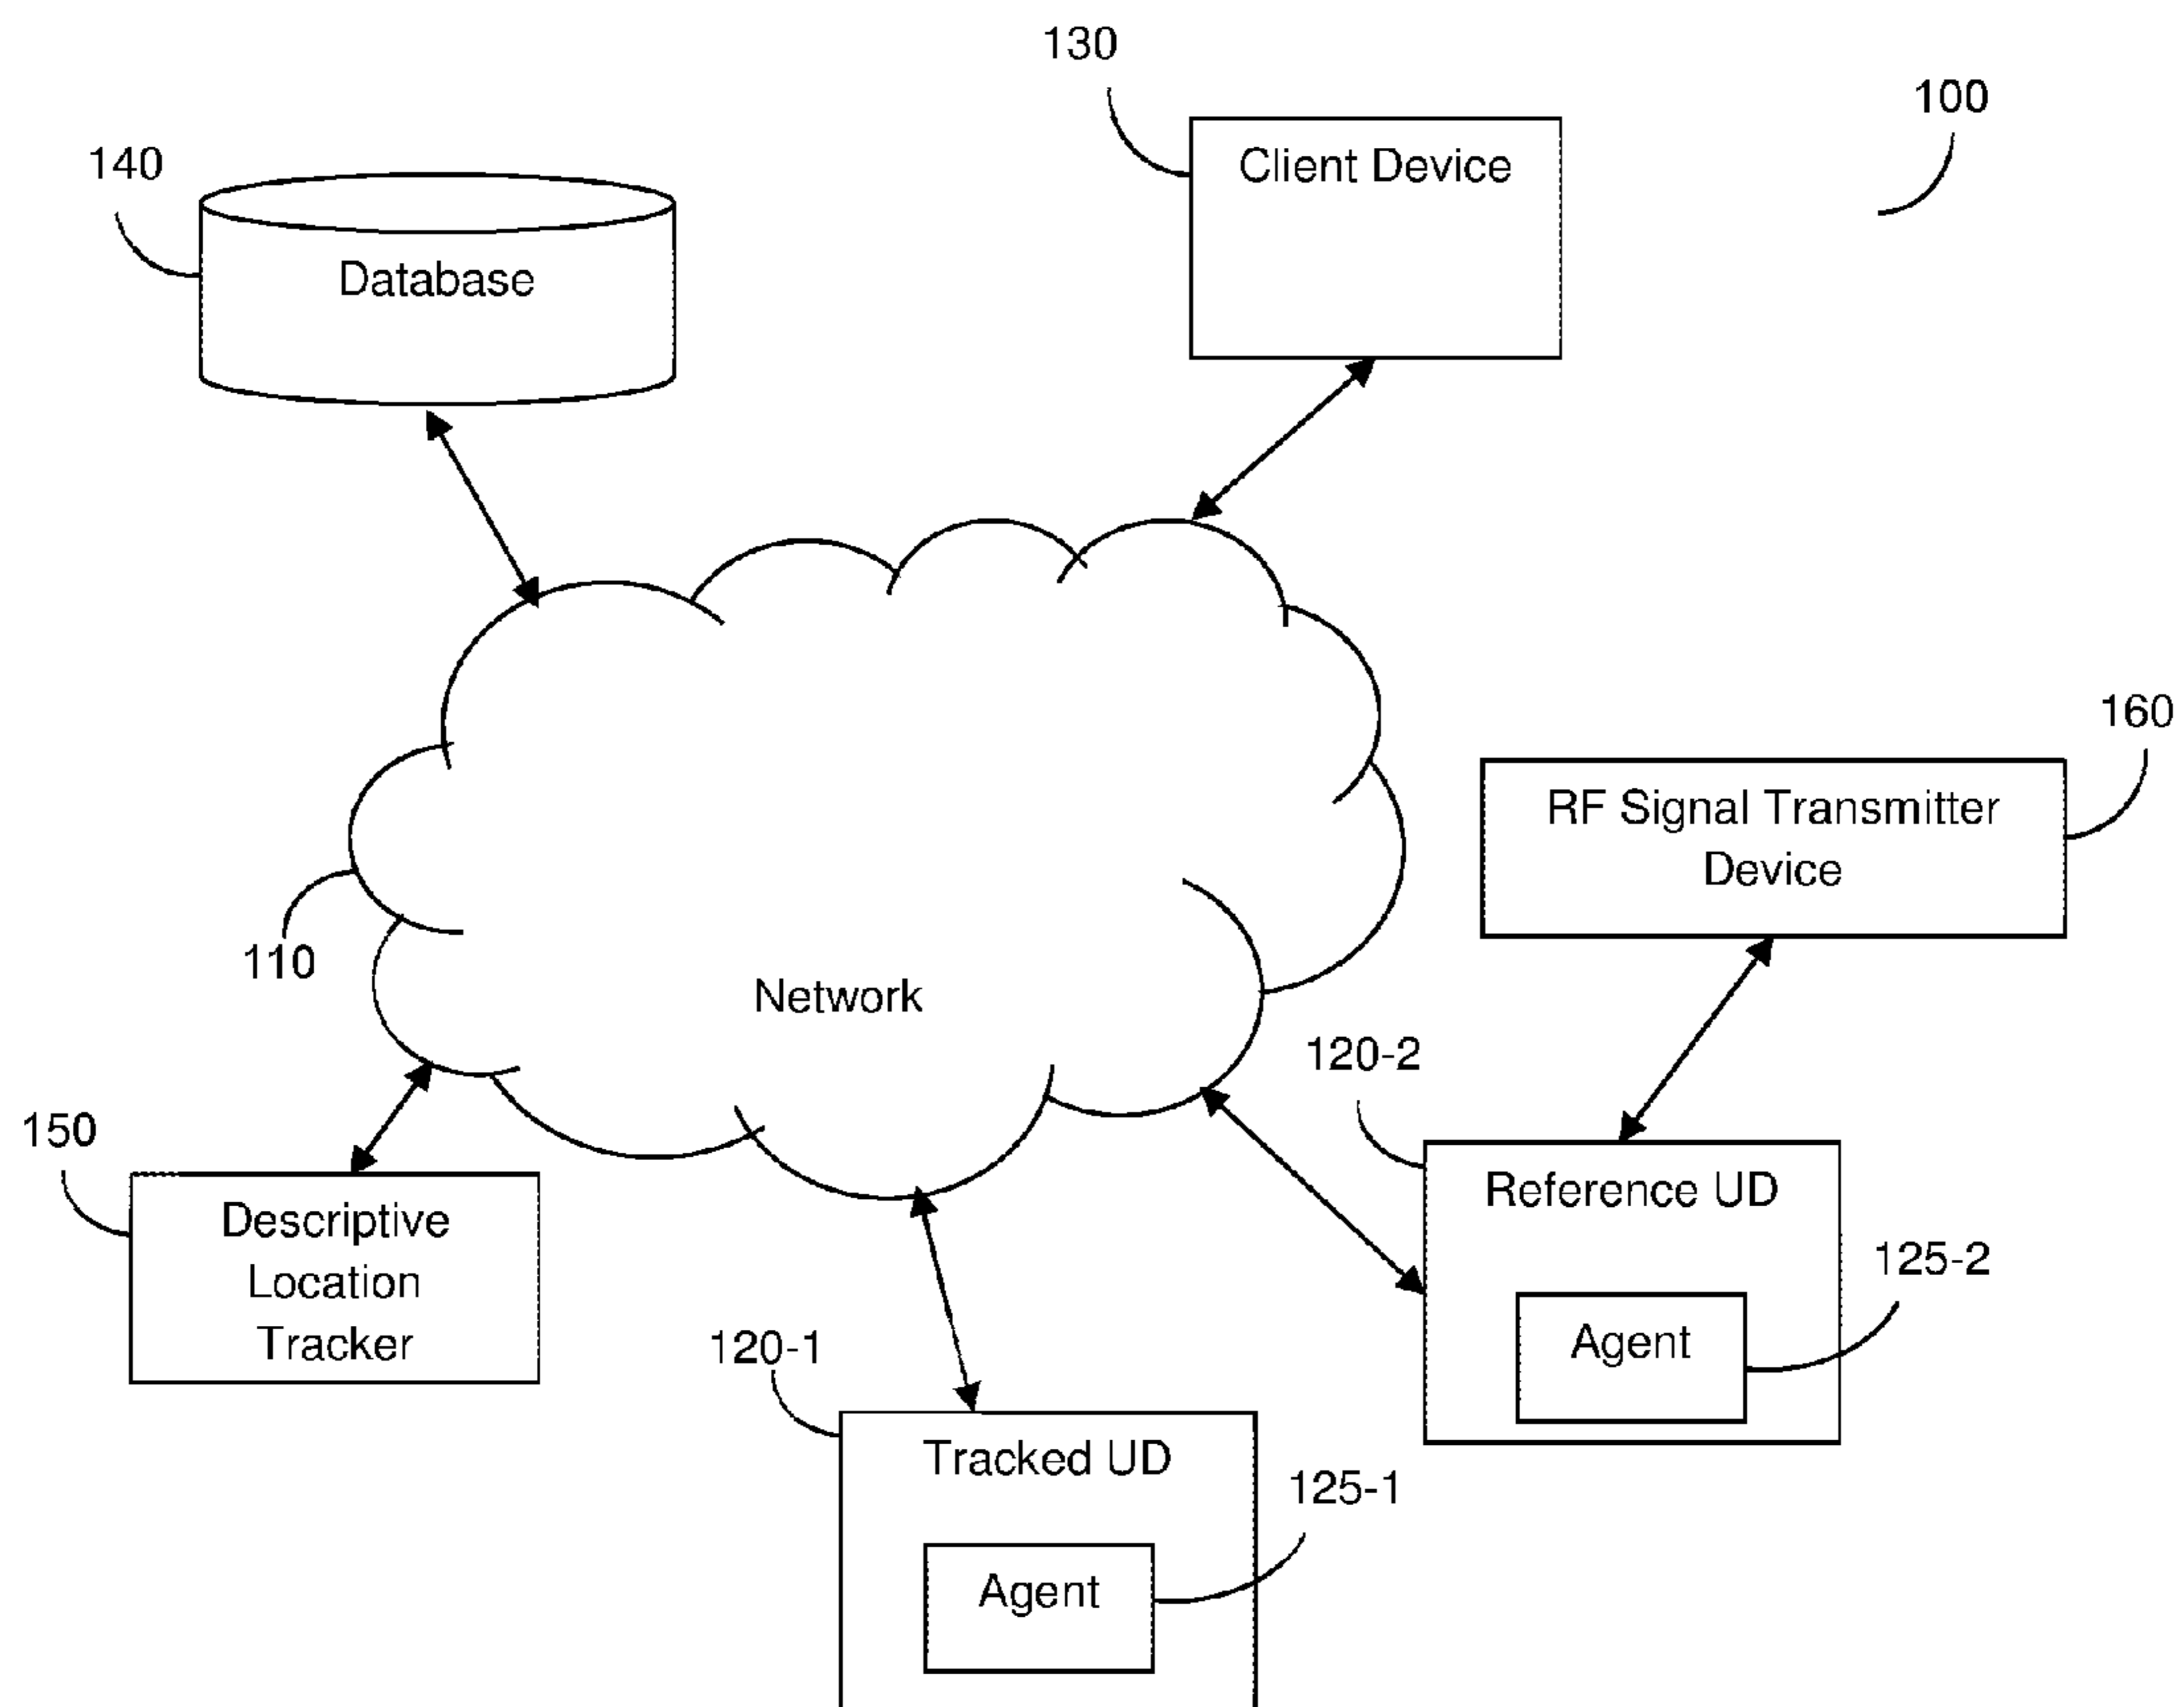 130
100
140
Client Device
Database
160
RF Signal Transmitter
Device
110
Network
120-2
150
Reference UD
Descriptive
Location
Tracker
125-2
Agent
120-1
Tracked UD
125-1
Agent